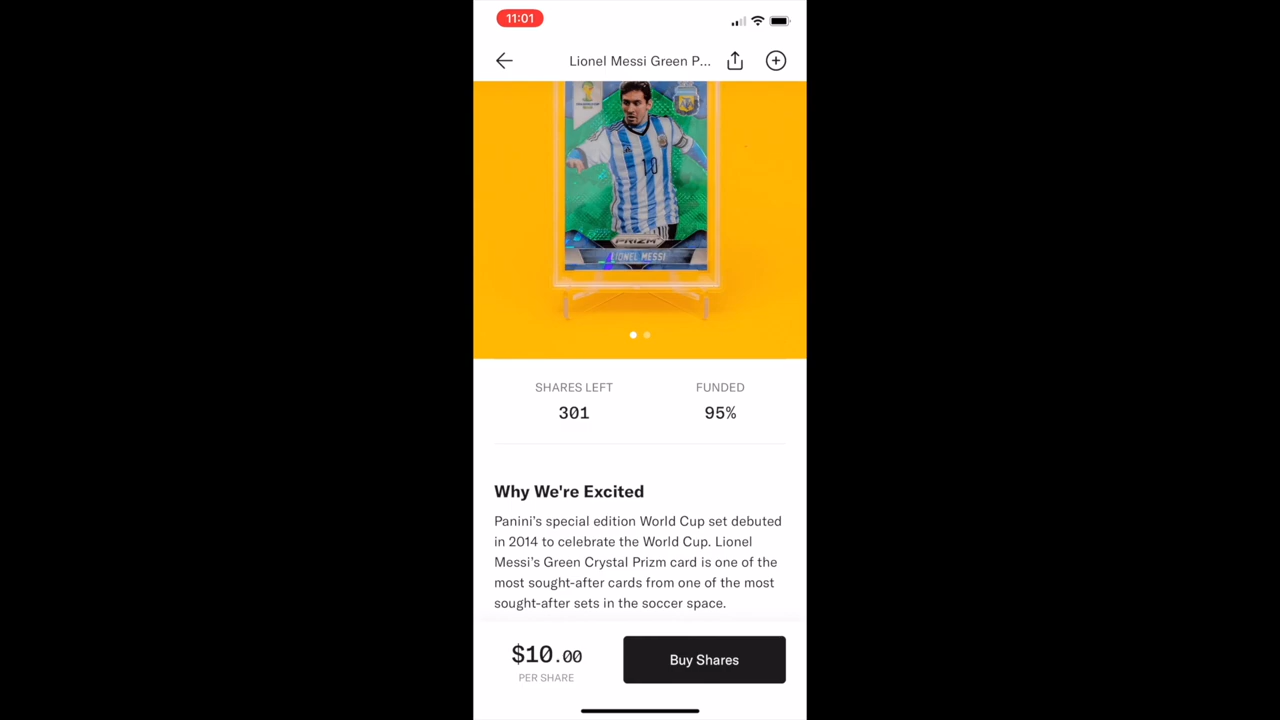 11:01
Lionel Messi Green P...
10
PRIZM
LIONEL MESSI
SHARES LEFT
301
FUNDED
95%
Why We're Excited
Panini's special edition World Cup set debuted
in 2014 to celebrate the World Cup. Lionel
Messi's Green Crystal Prizm card is one of the
most sought-after cards from one of the most
sought-after sets in the soccer space.
$10.00
PER SHARE
Buy Shares